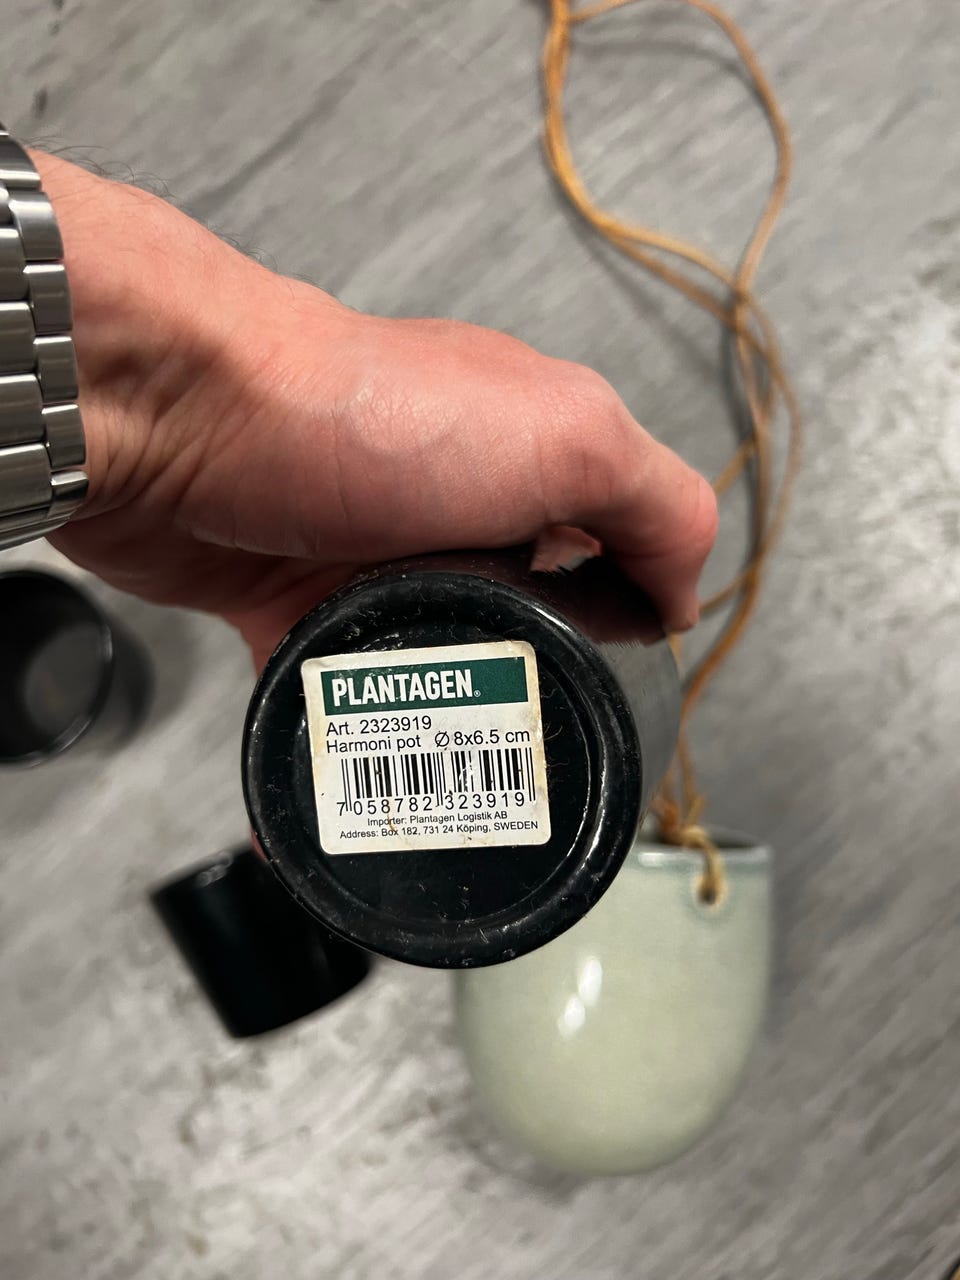 PLANTAGEN®
Art. 2323919
Harmoni pot Ø 8x6.5 cm
7 058782 323919
Importer: Plantagen Logistik AB
Address: Box 182, 731 24 Köping, SWEDEN